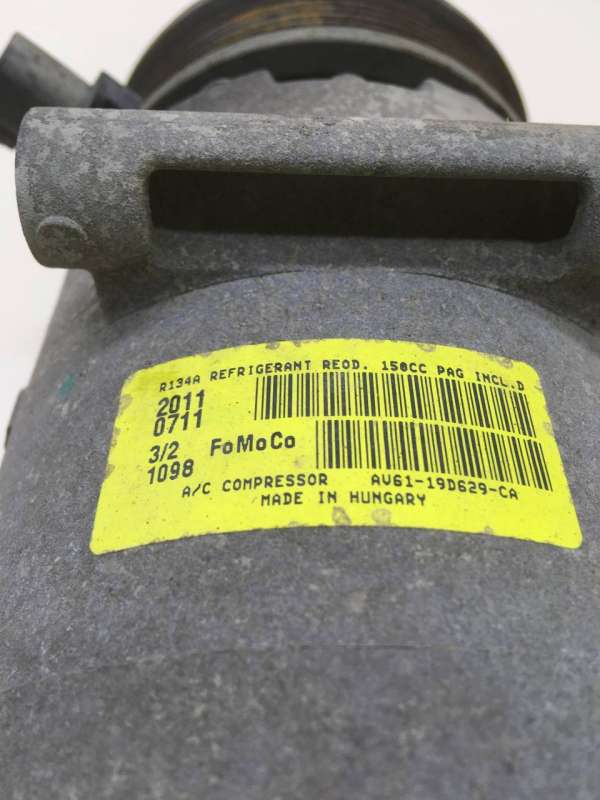 R134A REFRIGERANT REQD. 150CC PAG INCL.D
2011
0711
3/2
1098 FoMoCo
A/C COMPRESSOR AV61-19D629-CA
MADE IN HUNGARY